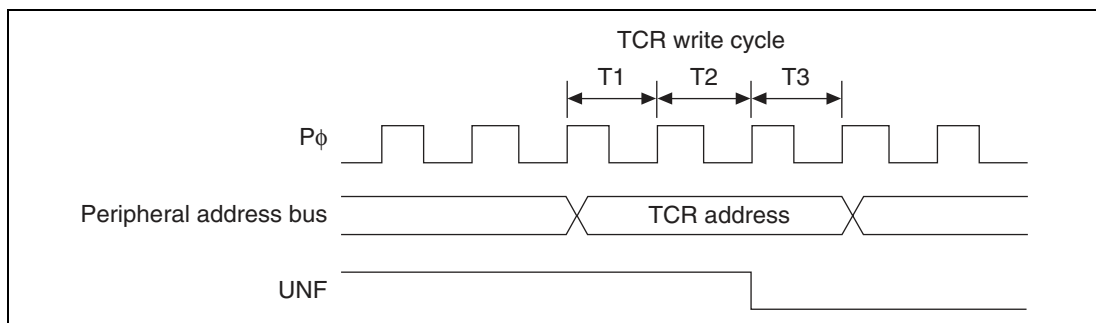 TCR write cycle
T1 T2 T3
Pϕ
Peripheral address bus TCR address
UNF